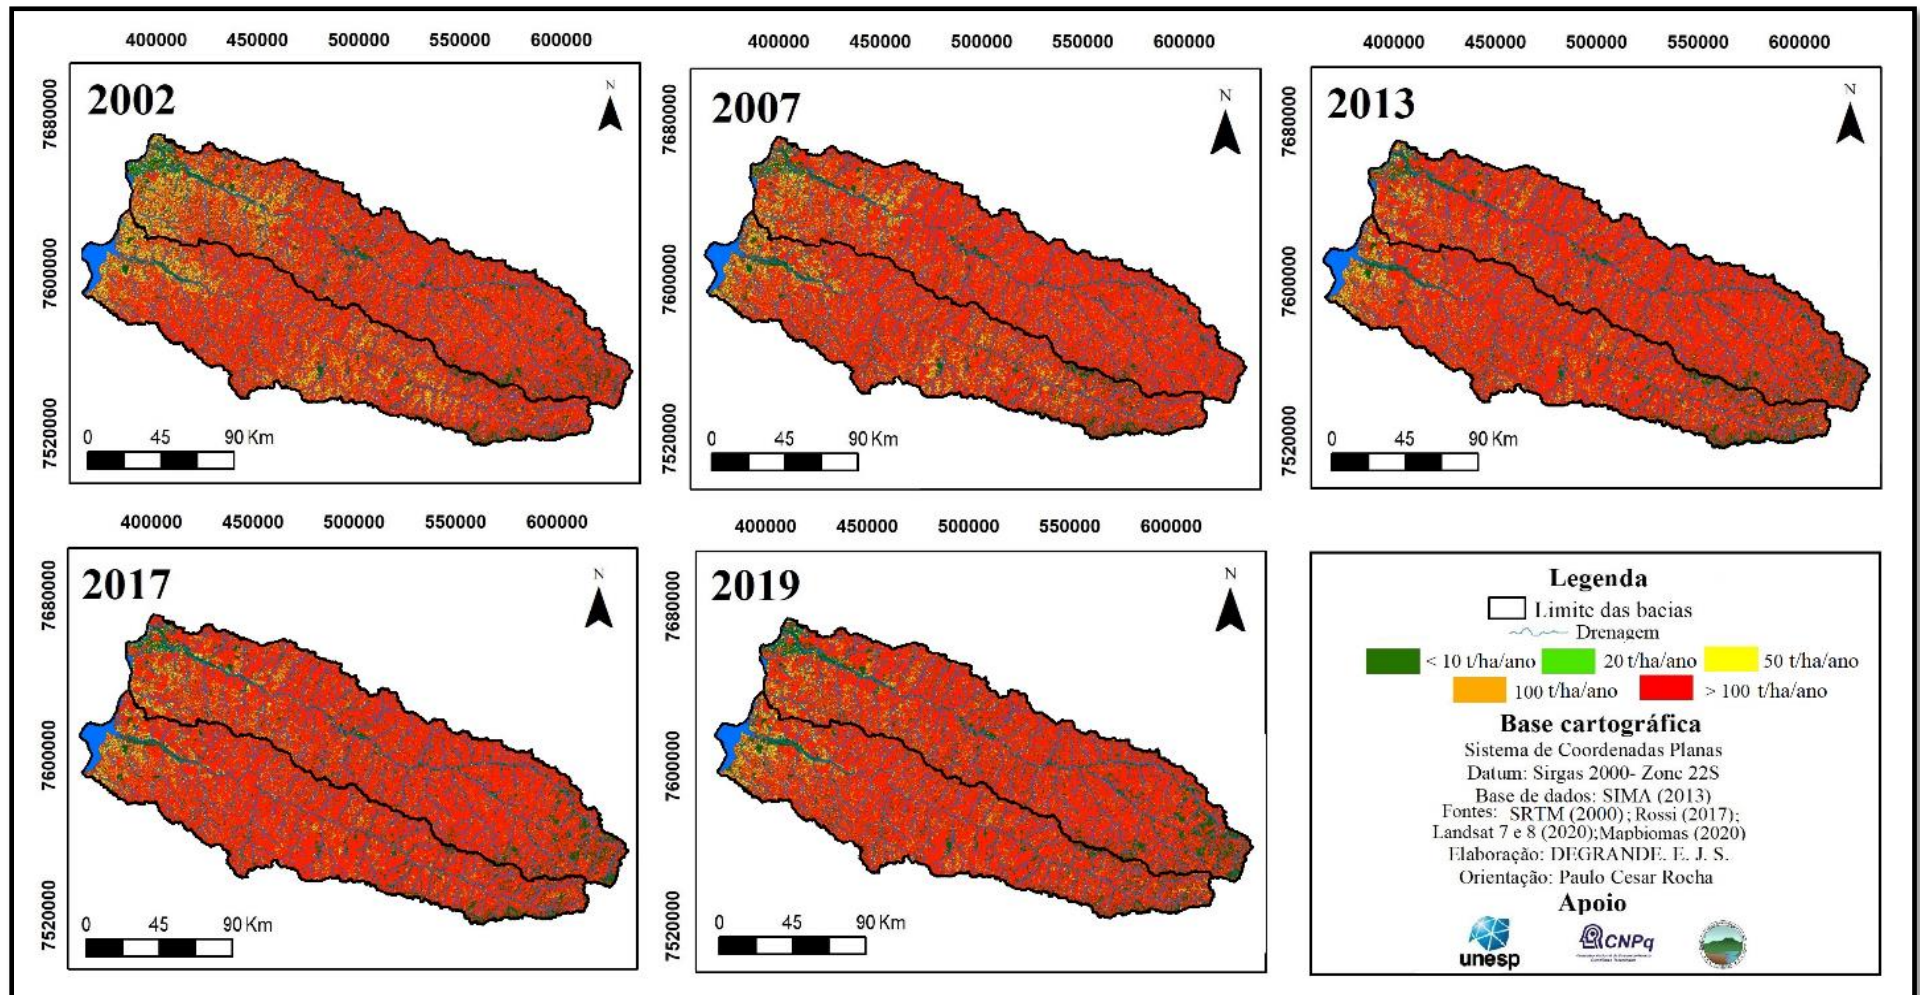 400000 450000 500000 550000 600000
400000 450000 500000 550000 600000
400000 450000 500000 550000 600000
2002
N
7680000
7600000
7520000
0 45 90 Km
2007
N
7680000
7600000
7520000
0 45 90 Km
2013
N
7680000
7600000
7520000
0 45 90 Km
400000 450000 500000 550000 600000
400000 450000 500000 550000 600000
2017
N
7680000
7600000
7520000
0 45 90 Km
2019
N
7680000
7600000
7520000
0 45 90 Km
Legenda
Limite das bacias
Drenagem
< 10 t/ha/ano 20 t/ha/ano 50 t/ha/ano
100 t/ha/ano > 100 t/ha/ano
Base cartográfica
Sistema de Coordenadas Planas
Datum: Sirgas 2000- Zone 22S
Base de dados: SIMA (2013)
Fontes: SRTM (2000) ; Rossi (2017);
Landsat 7 e 8 (2020);Mapbiomas (2020)
Elaboração: DEGRANDE. E. J. S.
Orientação: Paulo Cesar Rocha
Apoio
unesp
CNPq